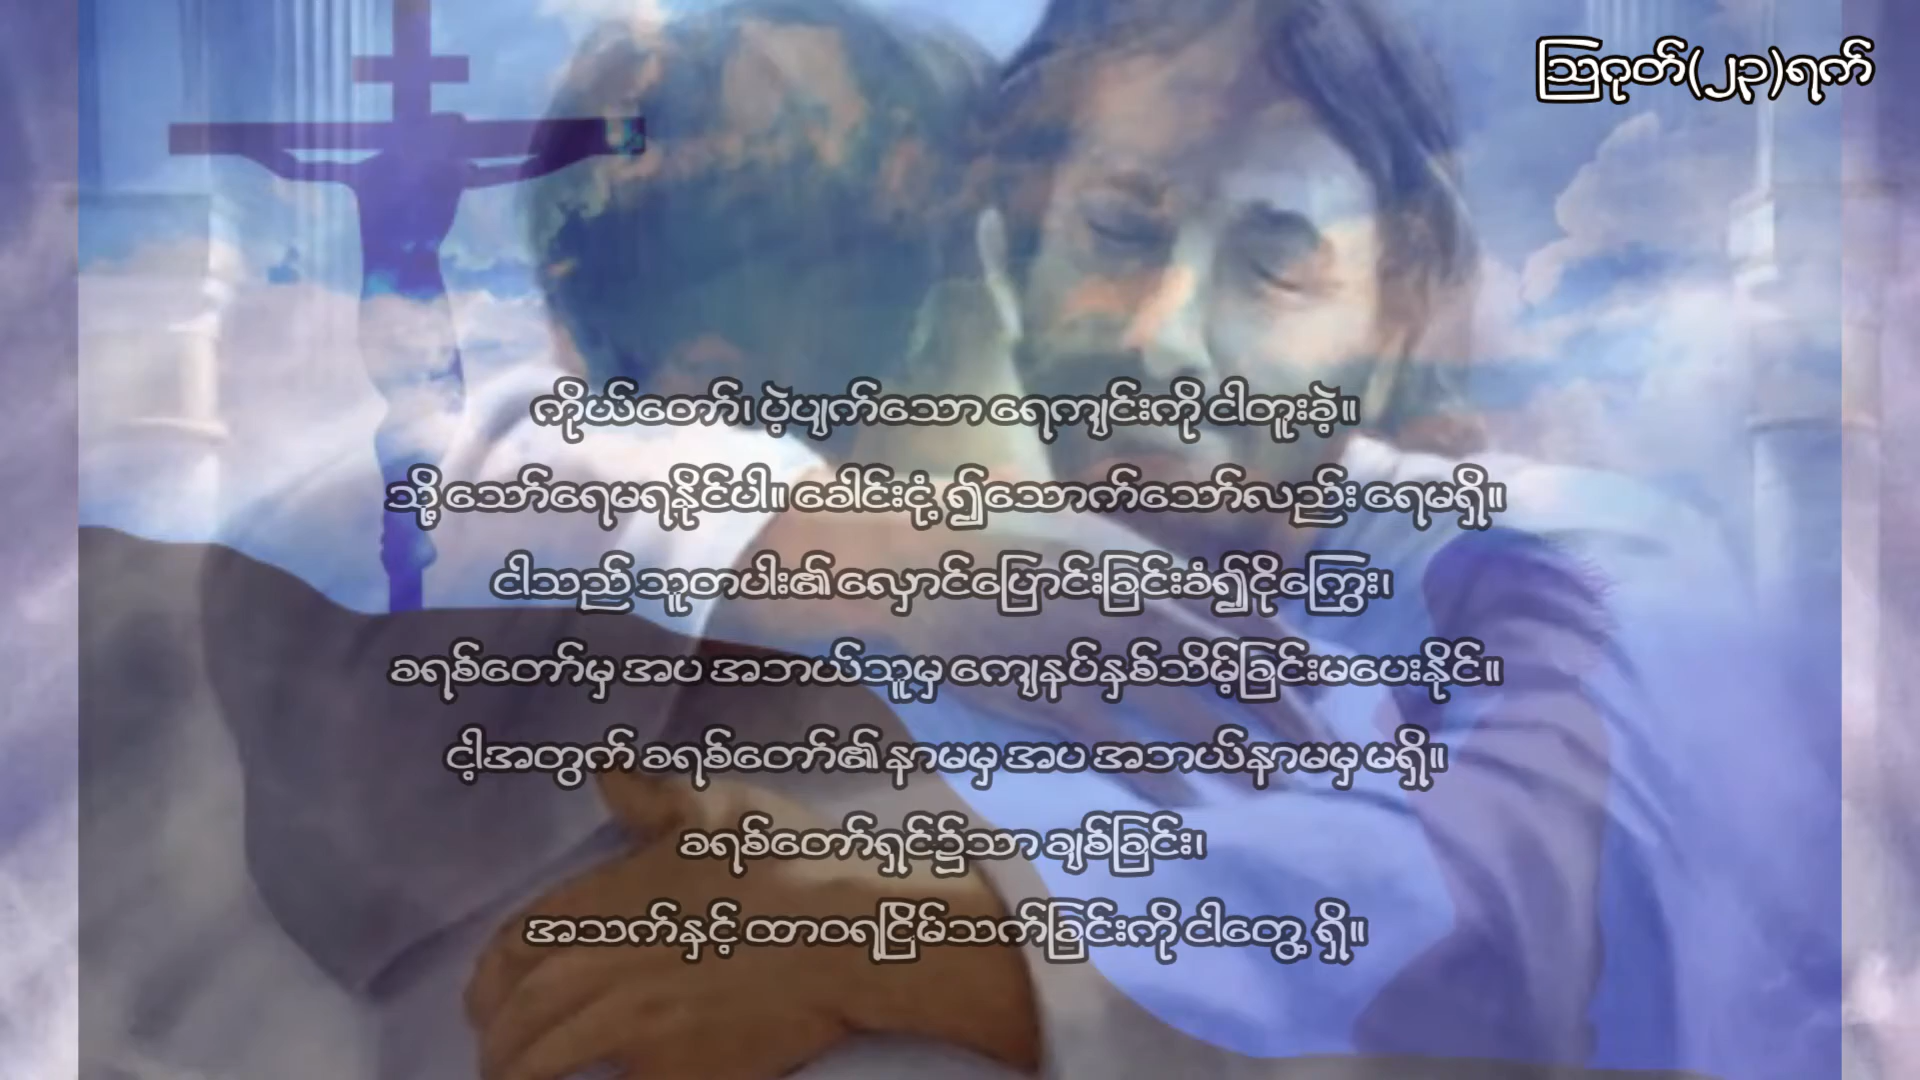 ဩဂုတ်(၂၃)ရက်
ကိုယ်တော်၊ ပဲ့ပျက်သော ရေကျင်းကို ငါတူးခဲ့။
သို့ သော်ရေမရနိုင်ပါ။ ခေါင်းငုံ့ ၍သောက်သော်လည်း ရေမရှိ။
ငါသည် သူတပါး၏ လှောင်ပြောင်းခြင်းခံ၍ငိုကြွေး၊
ခရစ်တော်မှ အပ အဘယ်သူမှ ကျေနပ်နှစ်သိမ့်ခြင်းမပေးနိုင်။
ငါ့အတွက် ခရစ်တော်၏ နာမမှ အပ အဘယ်နာမမှ မရှိ။
ခရစ်တော်ရှင်၌သာ ချစ်ခြင်း၊
အသက်နှင့် ထာဝရငြိမ်သက်ခြင်းကို ငါတွေ့ ရှိ။